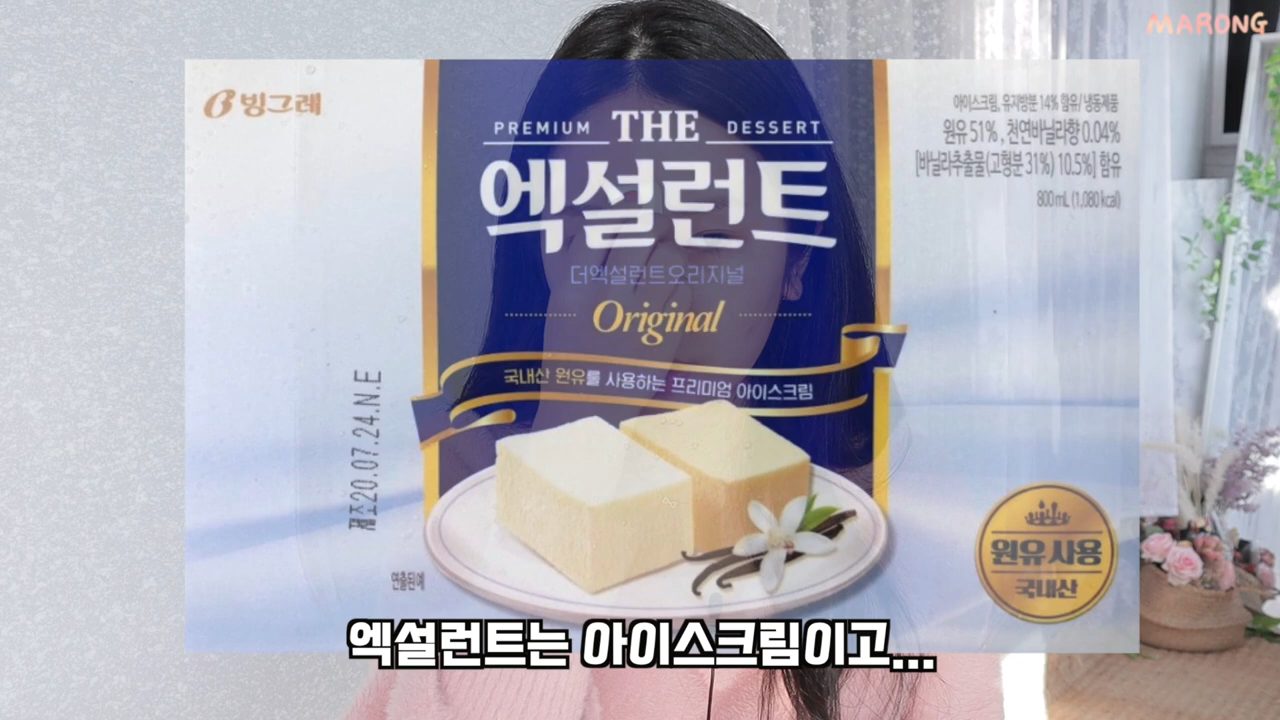 MARONG
빙그레
PREMIUM THE DESSERT
엑설런트
더엑설런트오리지널
Original
국내산 원유를 사용하는 프리미엄 아이스크림
아이스크림, 유지방분 14% 함유/ 냉동제품
원유 51% , 천연바닐라향 0.04%
[바닐라추출물(고형분 31%) 10.5%] 함유
800mL (1,080 kcal)
제조20.07.24.N.E
연출된 예
원유 사용
국내산
엑설런트는 아이스크림이고...